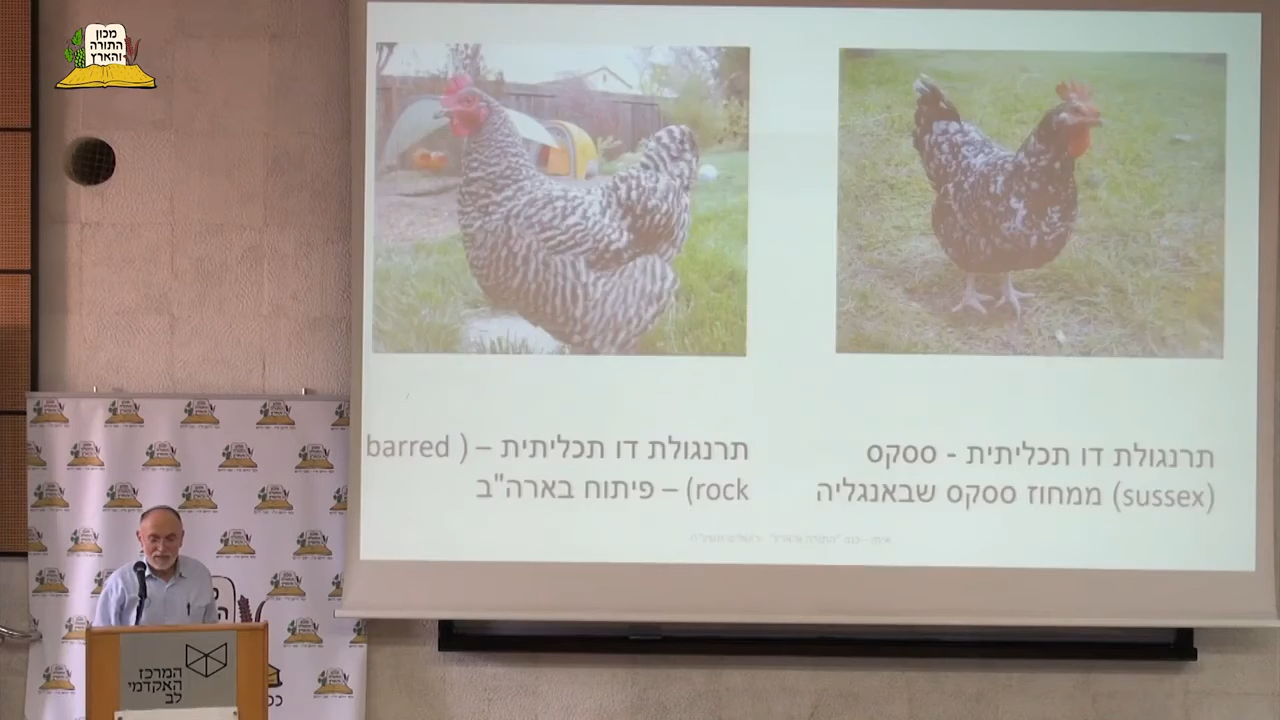 מכון
התורה
והארץ
תרנגולת דו תכליתית - ססקס
(sussex) ממחוז ססקס שבאנגליה
תרנגולת דו תכליתית – ( barred
rock) – פיתוח בארה"ב
המרכז
האקדמי
לב